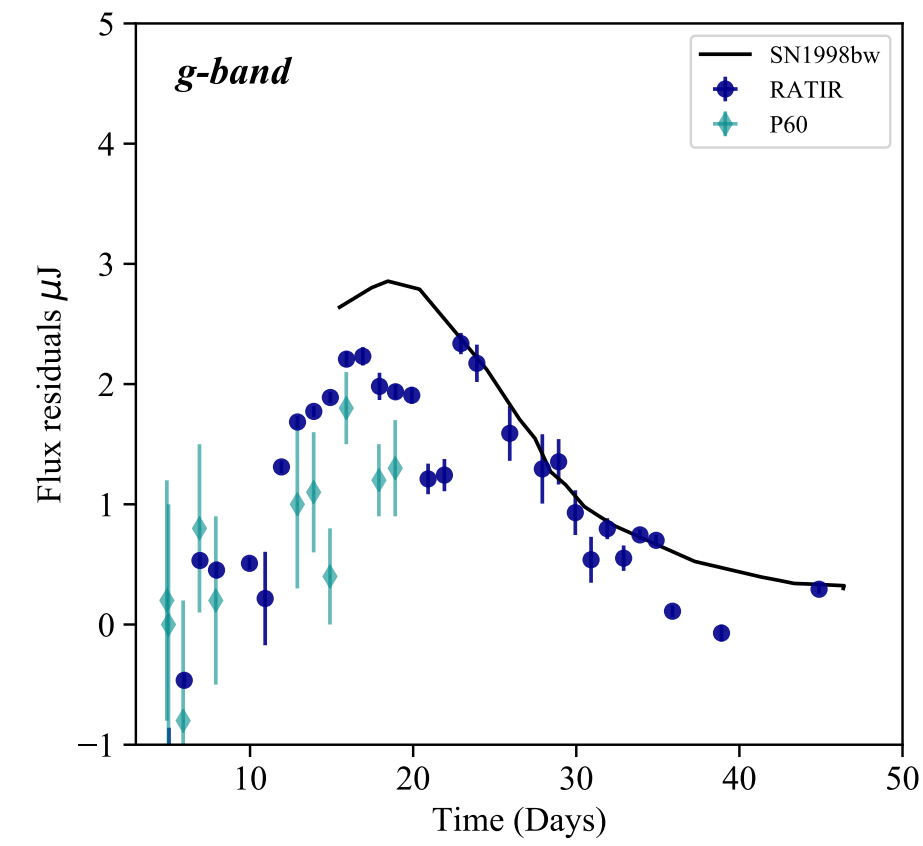 g-band
SN1998bw
RATIR
P60
Flux residuals μJ
5
4
3
2
1
0
−1
10 20 30 40 50
Time (Days)